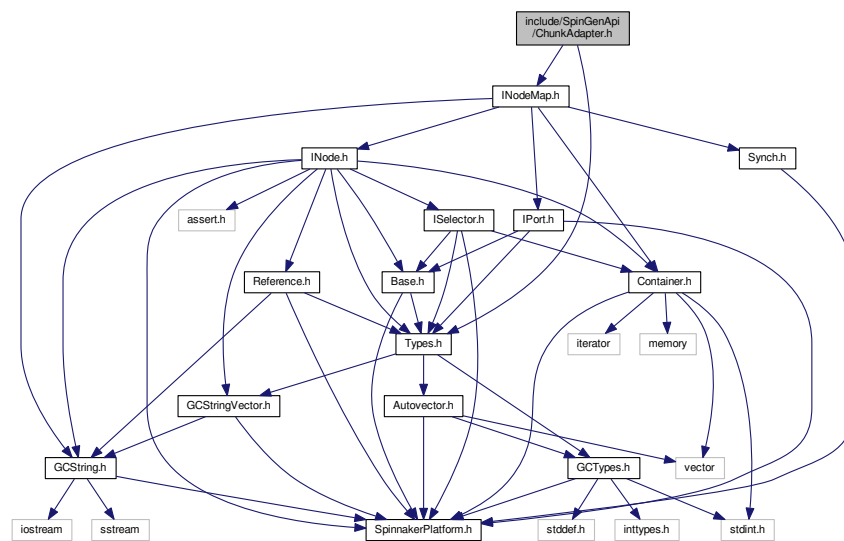 include/SpinGenApi
/ChunkAdapter.h
INodeMap.h
INode.h
Synch.h
assert.h
ISelector.h
IPort.h
Reference.h
Base.h
Container.h
Types.h
iterator
memory
GCStringVector.h
Autovector.h
GCString.h
GCTypes.h
vector
iostream
sstream
SpinnakerPlatform.h
stddef.h
inttypes.h
stdint.h